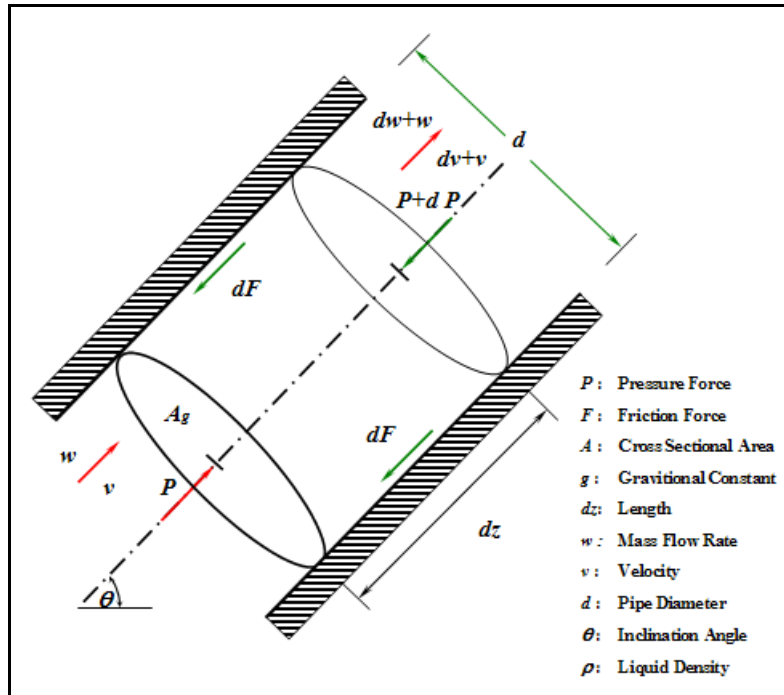 dw+w
dv+v
d
P+d P
dF
Ag
dF
w
v
P
dz
θ
P : Pressure Force
F : Friction Force
A : Cross Sectional Area
g : Gravitional Constant
dz: Length
w : Mass Flow Rate
v : Velocity
d : Pipe Diameter
θ : Inclination Angle
ρ : Liquid Density